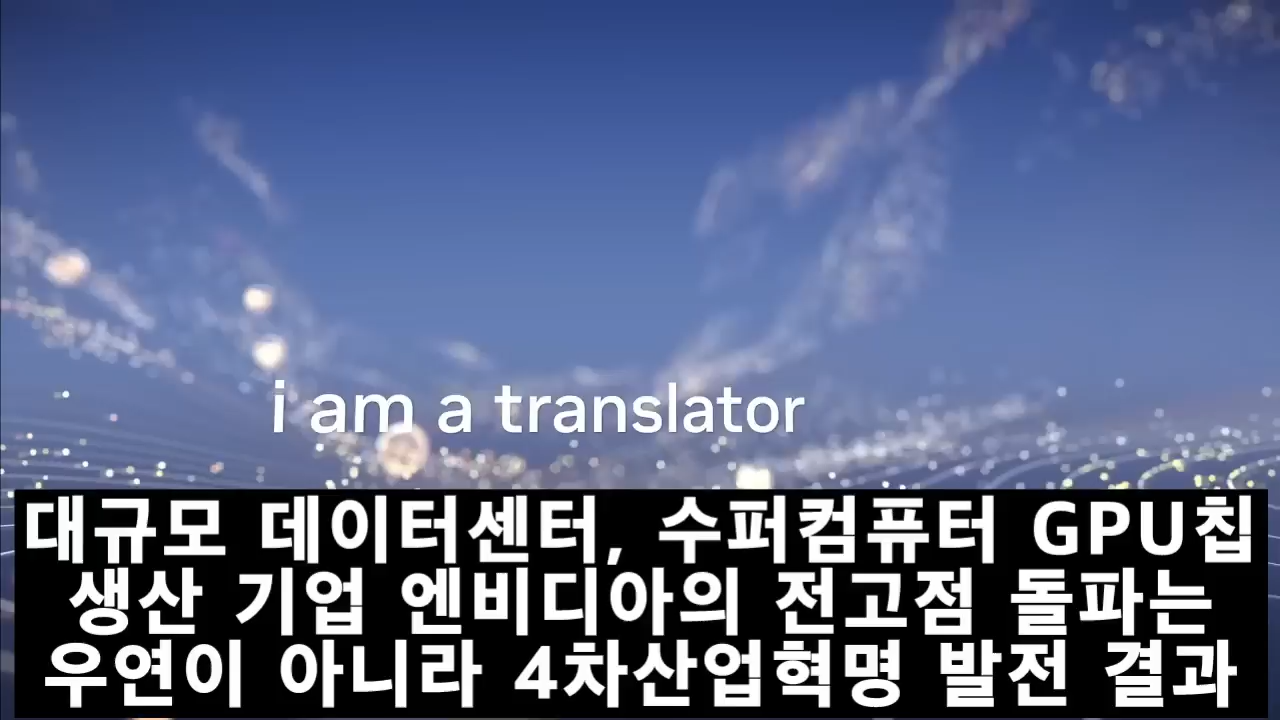 i am a translator
대규모 데이터센터, 수퍼컴퓨터 GPU칩
생산 기업 엔비디아의 전고점 돌파는
우연이 아니라 4차산업혁명 발전 결과